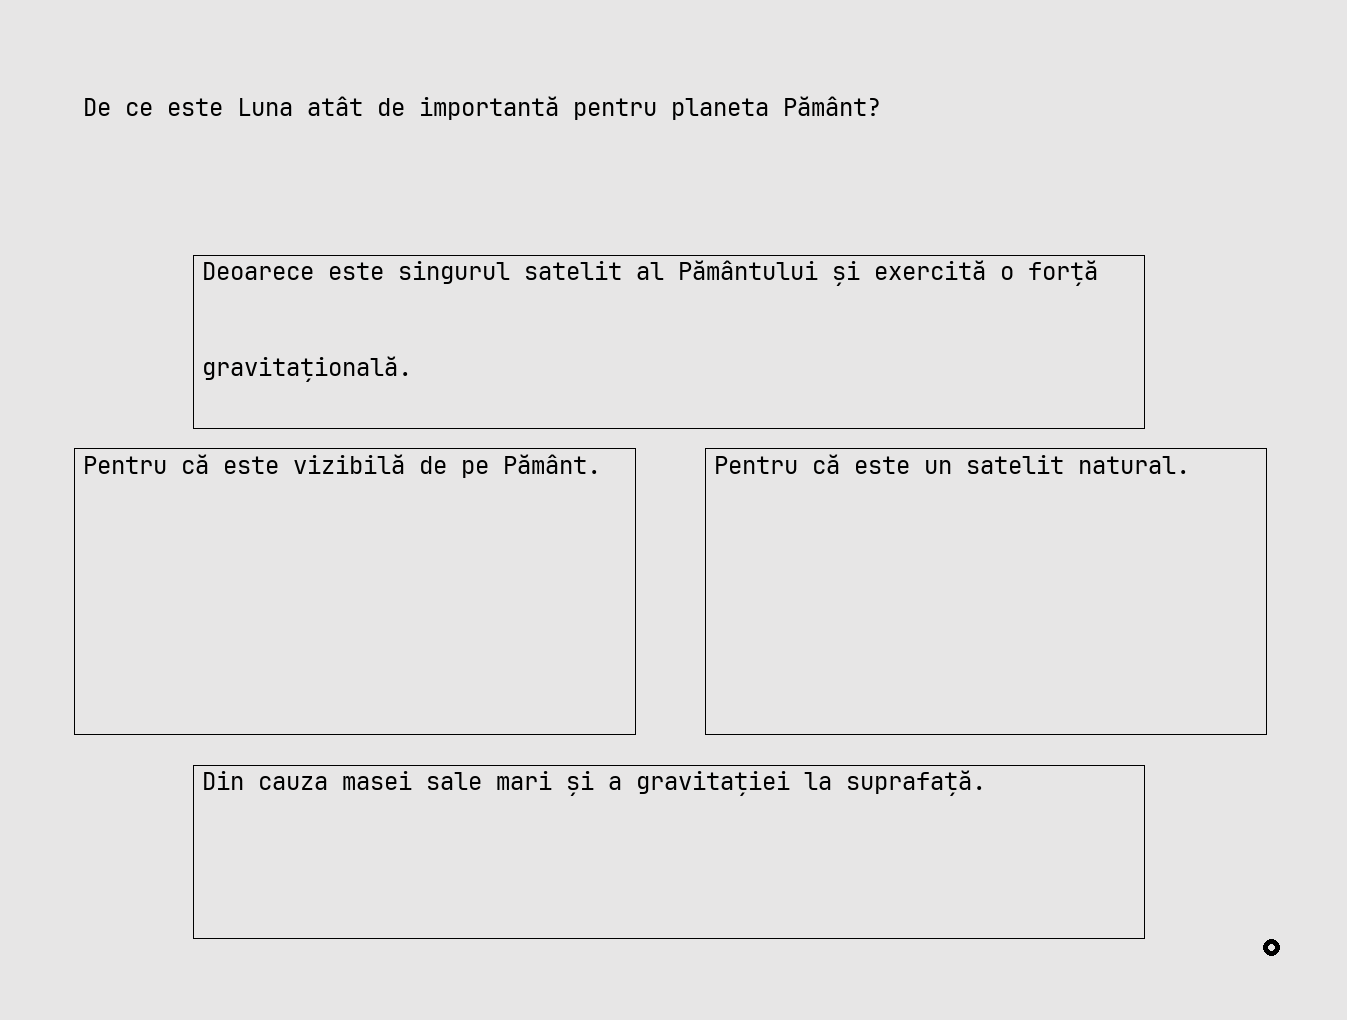 De ce este Luna atât de importantă pentru planeta Pământ?
Deoarece este singurul satelit al Pământului și exercită o forță
gravitațională.
Pentru că este vizibilă de pe Pământ.
Pentru că este un satelit natural.
Din cauza masei sale mari și a gravitației la suprafață.